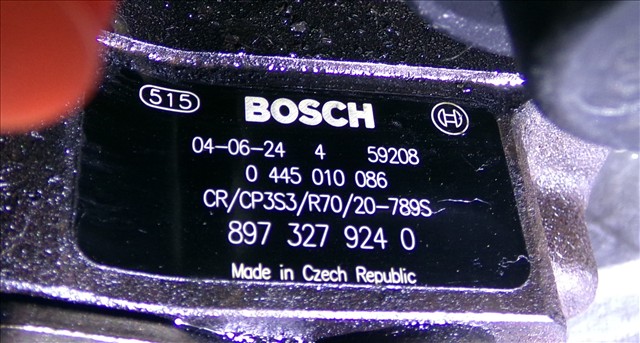 515 BOSCH H
04-06-24 4 59208
0 445 010 086
CR/CP3S3/R70/20-789S
897 327 924 0
Made in Czech Republic